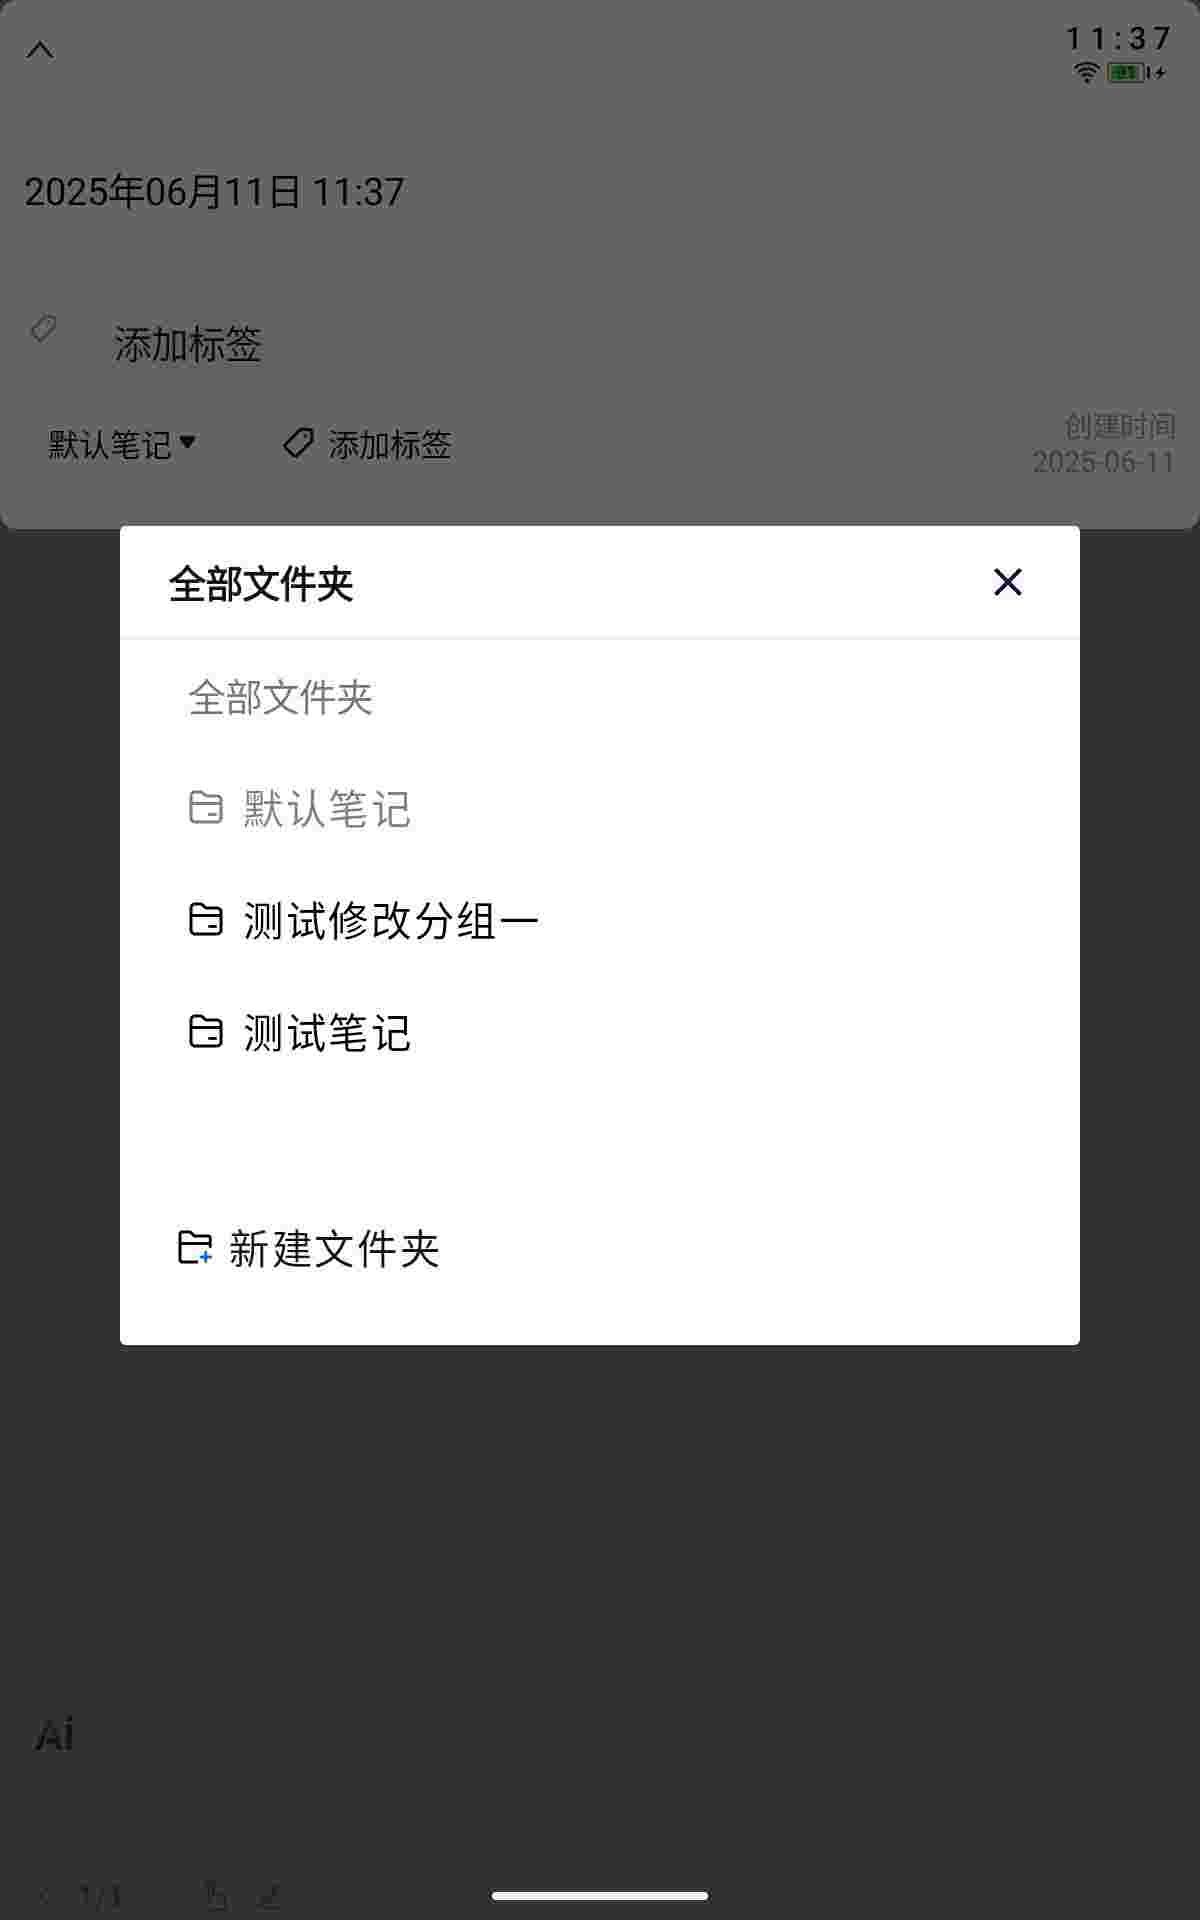 11:37
2025年06月11日 11:37
添加标签
默认笔记 添加标签
创建时间
2025-06-11
全部文件夹
全部文件夹
默认笔记
测试修改分组一
测试笔记
新建文件夹
Ai
1/1